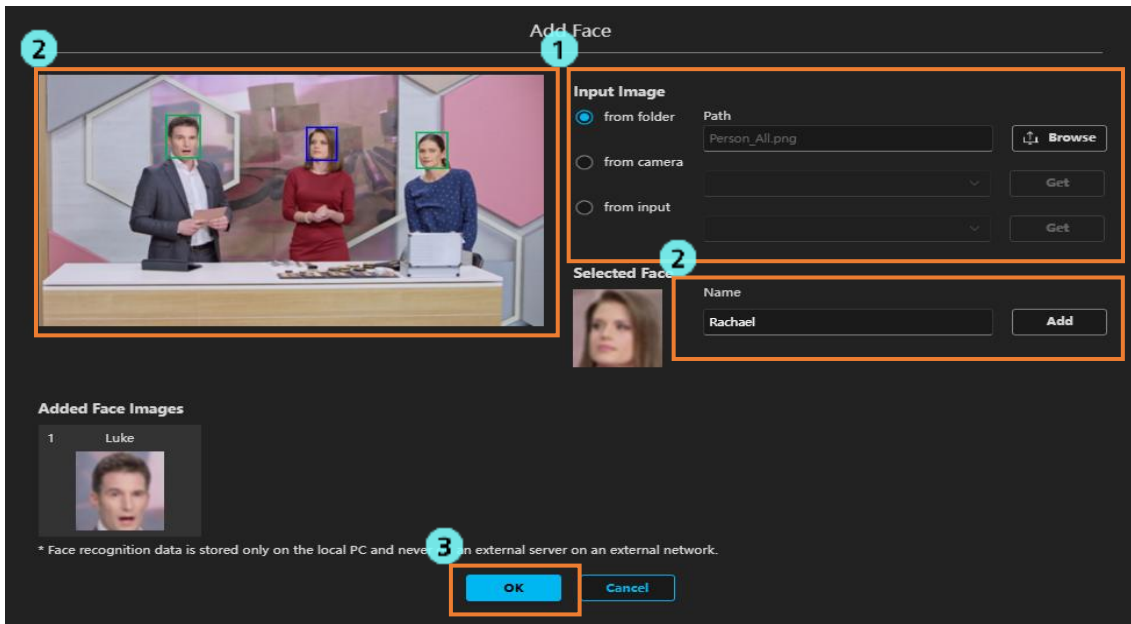 Add Face
2
1
Input Image
from folder
Path
Person_All.png
Browse
from camera
Get
from input
Get
2
Selected Face
Name
Rachael
Add
Added Face Images
1 Luke
* Face recognition data is stored only on the local PC and never
3
n external server on an external network.
OK
Cancel